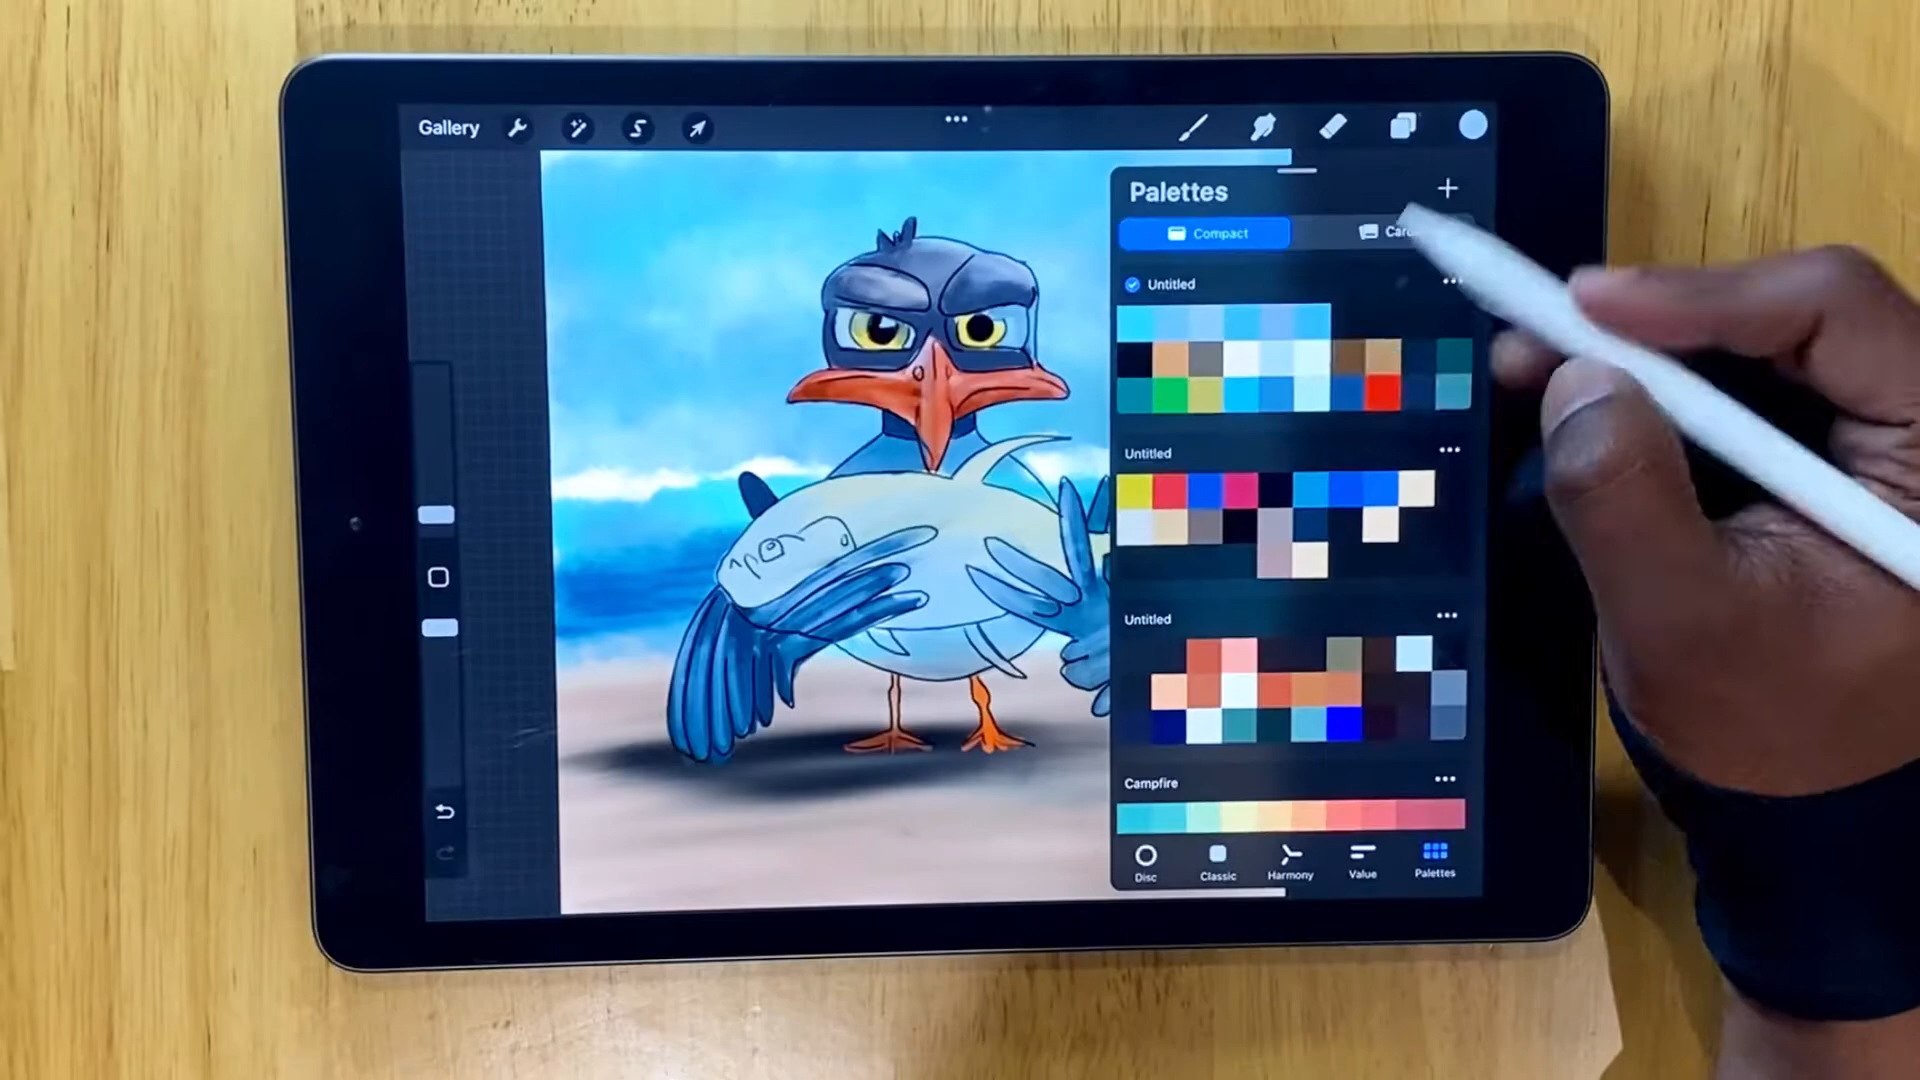 Gallery
Palettes
Compact
Untitled
Untitled
Untitled
Campfire
Disc
Classic
Harmony
Value
Palettes